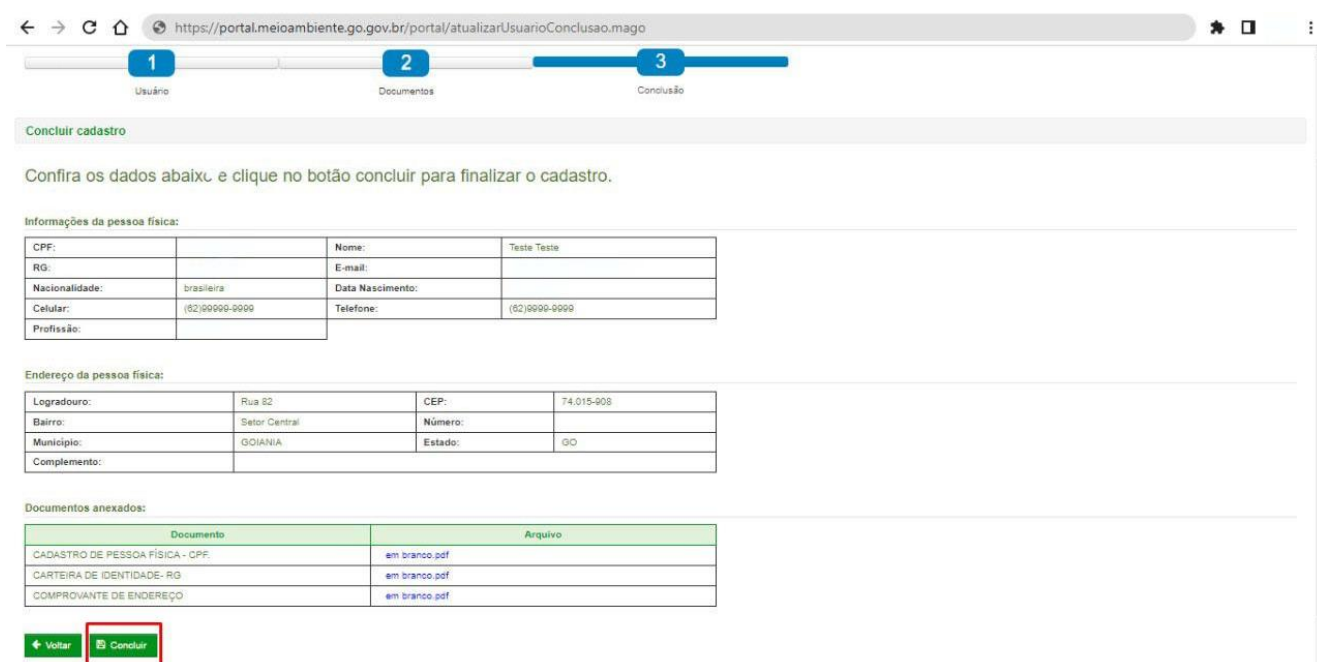 https://portal.meioambiente.go.gov.br/portal/atualizarUsuarioConclusao.mago
1 2 3
Usuário Documentos Conclusão
Concluir cadastro
Confira os dados abaixo e clique no botão concluir para finalizar o cadastro.
Informações da pessoa física:
CPF: Nome: Teste Teste
RG: E-mail:
Nacionalidade: brasileira Data Nascimento:
Celular: (62)99999-9999 Telefone: (62)9999-9999
Profissão:
Endereço da pessoa física:
Logradouro: Rua 82 CEP: 74.015-908
Bairro: Setor Central Número:
Município: GOIANIA Estado: GO
Complemento:
Documentos anexados:
Documento Arquivo
CADASTRO DE PESSOA FÍSICA - CPF. em branco.pdf
CARTEIRA DE IDENTIDADE- RG em branco.pdf
COMPROVANTE DE ENDEREÇO em branco.pdf
Voltar Concluir